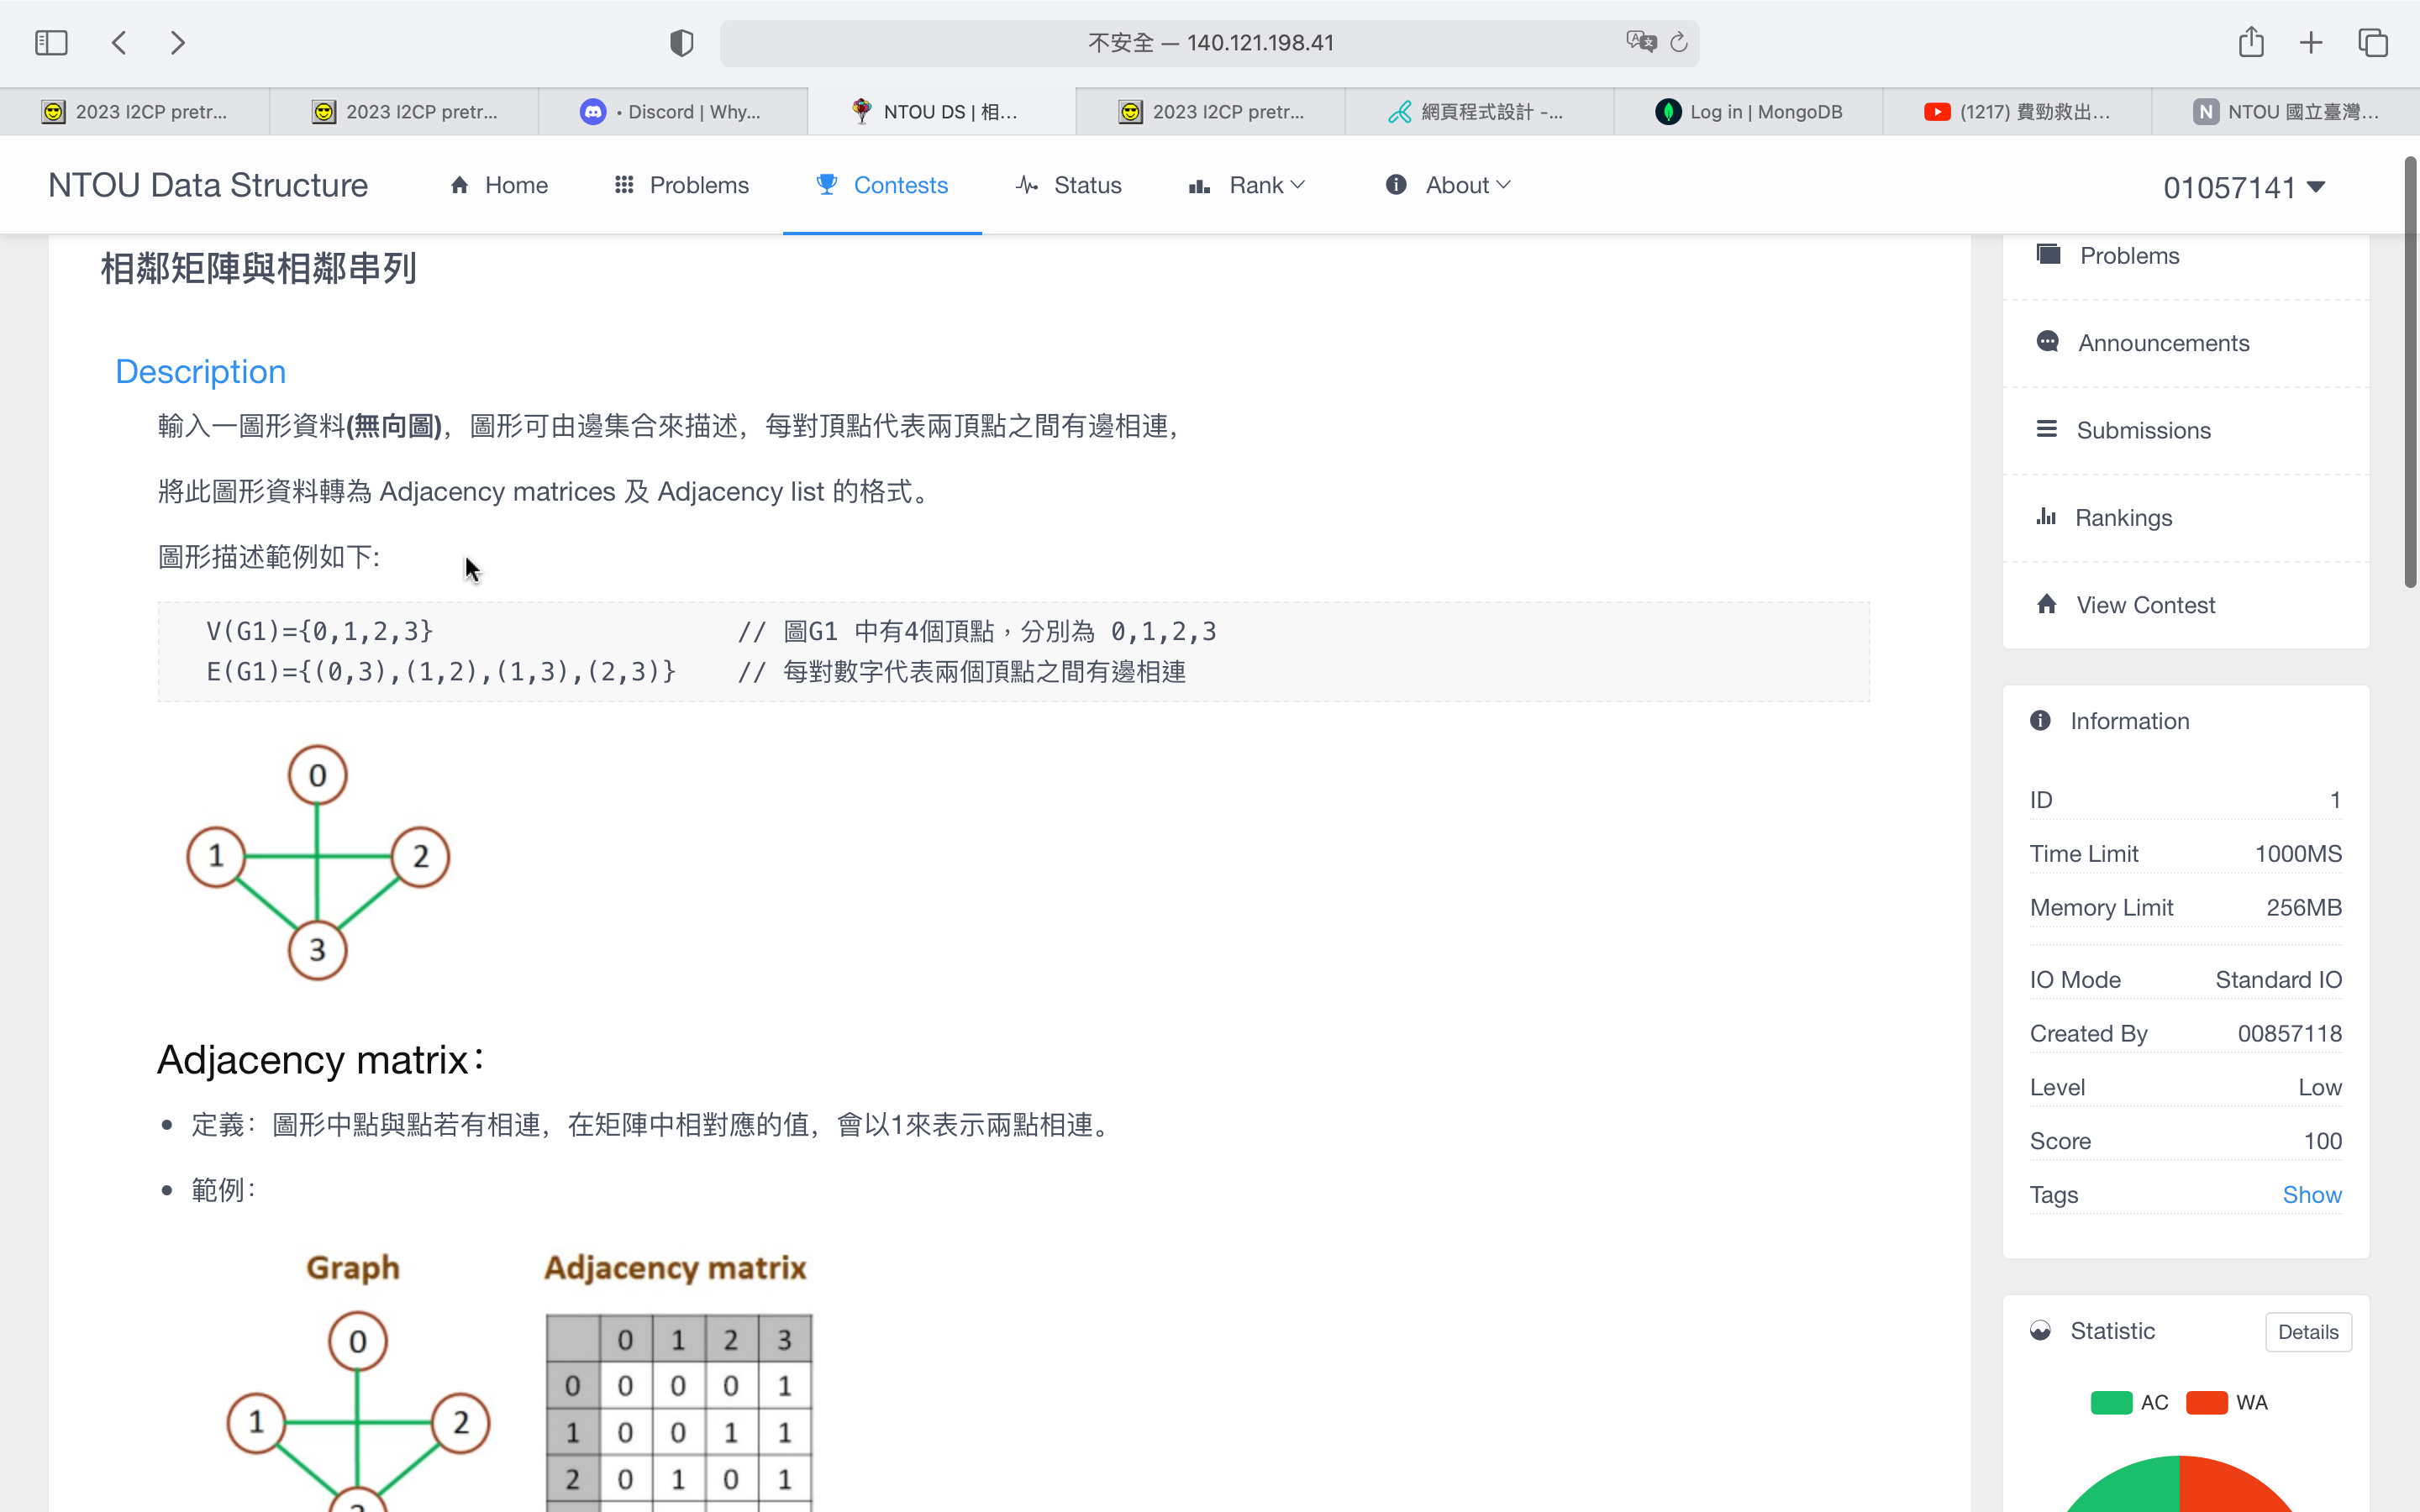 不安全 — 140.121.198.41
2023 I2CP pretr...
2023 I2CP pretr...
• Discord | Why...
NTOU DS | 相...
2023 I2CP pretr...
網頁程式設計 -...
Log in | MongoDB
(1217) 費勁救出...
N NTOU 國立臺灣...
NTOU Data Structure
Home
Problems
Contests
Status
Rank
About
01057141
相鄰矩陣與相鄰串列
Description
輸入一圖形資料(無向圖)，圖形可由邊集合來描述，每對頂點代表兩頂點之間有邊相連，
將此圖形資料轉為 Adjacency matrices 及 Adjacency list 的格式。
圖形描述範例如下:
V(G1)={0,1,2,3} // 圖G1 中有4個頂點，分別為 0,1,2,3
E(G1)={(0,3),(1,2),(1,3),(2,3)} // 每對數字代表兩個頂點之間有邊相連
0
1 2
3
Adjacency matrix：
• 定義：圖形中點與點若有相連，在矩陣中相對應的值，會以1來表示兩點相連。
• 範例：
Graph
0
1 2
Adjacency matrix
0 1 2 3
0 0 0 0 1
1 0 0 1 1
2 0 1 0 1
Problems
Announcements
Submissions
Rankings
View Contest
Information
ID 1
Time Limit 1000MS
Memory Limit 256MB
IO Mode Standard IO
Created By 00857118
Level Low
Score 100
Tags Show
Statistic Details
AC WA